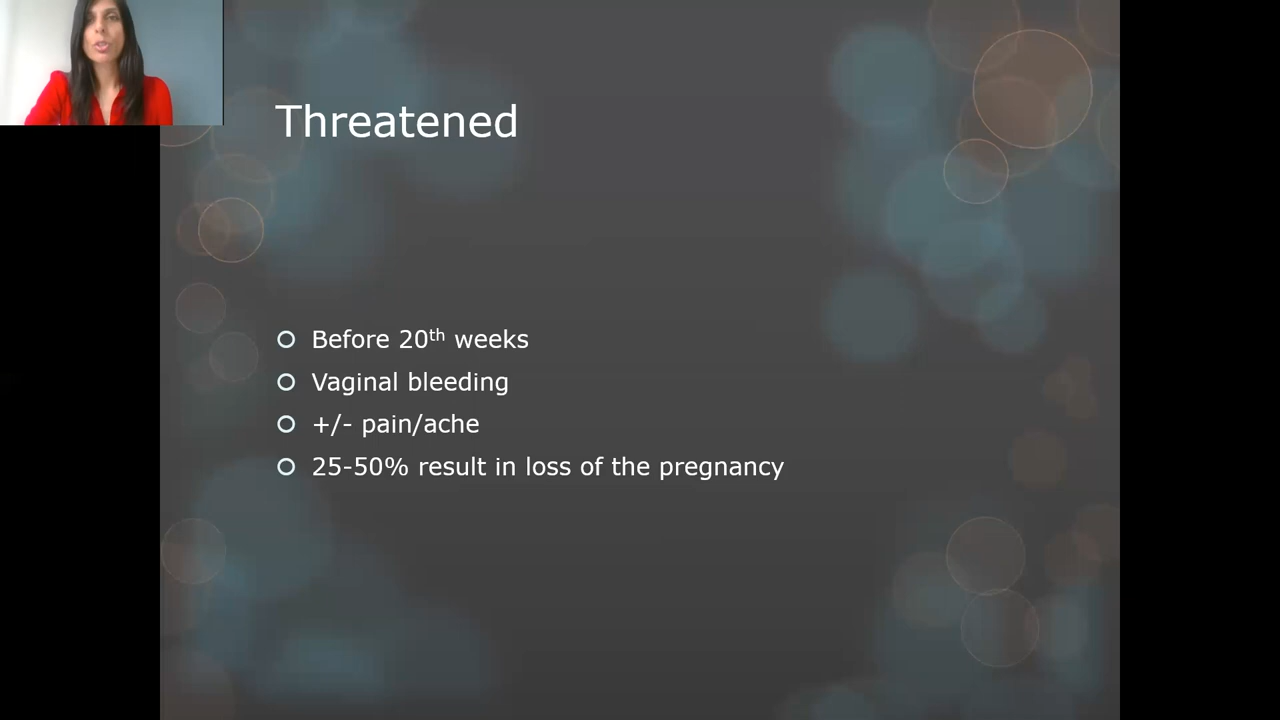 Threatened
Before 20th weeks
Vaginal bleeding
+/- pain/ache
25-50% result in loss of the pregnancy